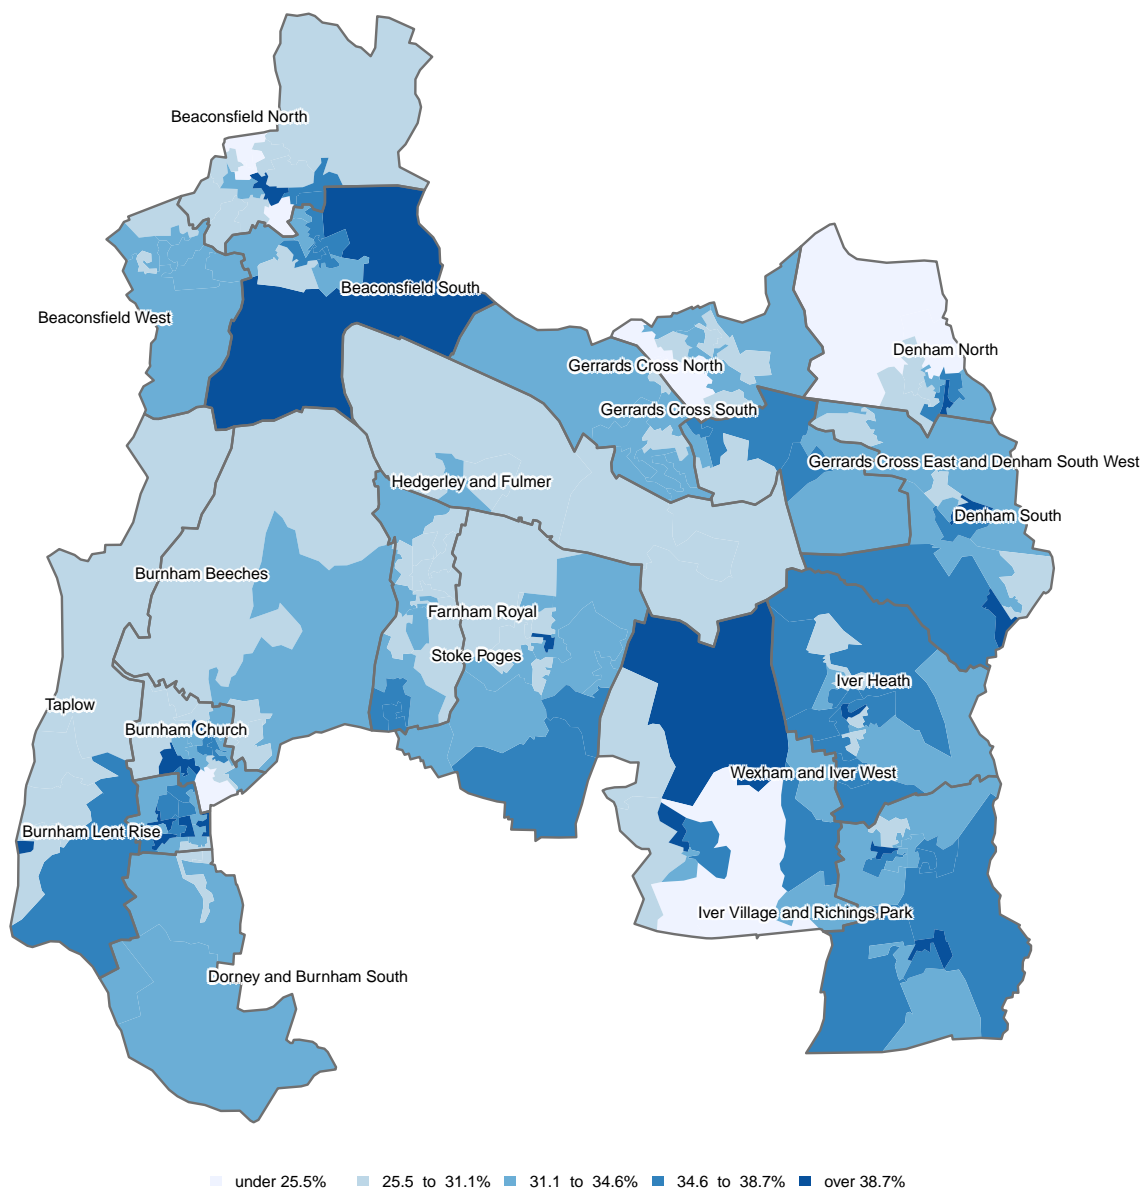 Beaconsfield North
Beaconsfield South
Beaconsfield West
Denham North
Gerrards Cross North
Gerrards Cross South
Gerrards Cross East and Denham South West
Hedgerley and Fulmer
Denham South
Burnham Beeches
Farnham Royal
Stoke Poges
Iver Heath
Taplow
Burnham Church
Wexham and Iver West
Burnham Lent Rise
Iver Village and Richings Park
Dorney and Burnham South
under 25.5% 25.5 to 31.1% 31.1 to 34.6% 34.6 to 38.7% over 38.7%